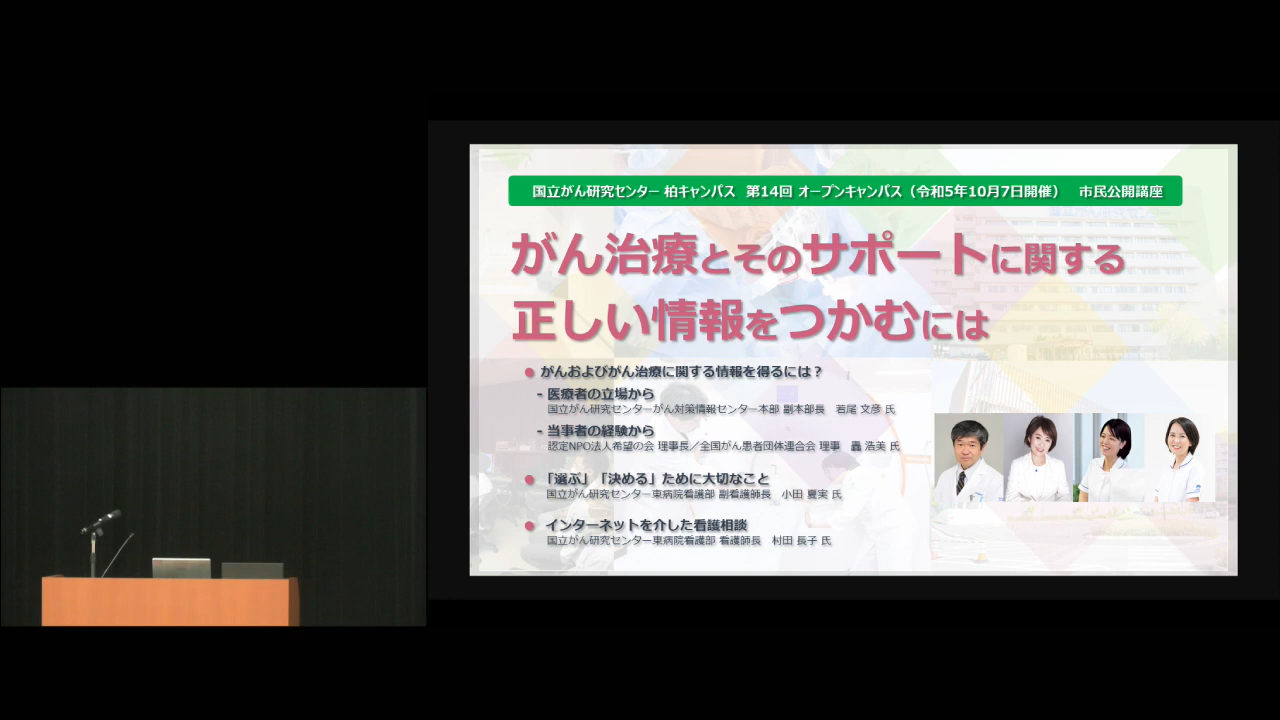 国立がん研究センター 柏キャンパス 第14回 オープンキャンパス（令和5年10月7日開催） 市民公開講座
がん治療とそのサポートに関する
正しい情報をつかむには
● がんおよびがん治療に関する情報を得るには？
- 医療者の立場から
国立がん研究センターがん対策情報センター本部 副本部長 若尾 文彦 氏
- 当事者の経験から
認定NPO法人希望の会 理事長／全国がん患者団体連合会 理事 轟 浩美 氏
● 「選ぶ」「決める」ために大切なこと
国立がん研究センター東病院看護部 副看護師長 小田 夏実 氏
● インターネットを介した看護相談
国立がん研究センター東病院看護部 看護師長 村田 長子 氏